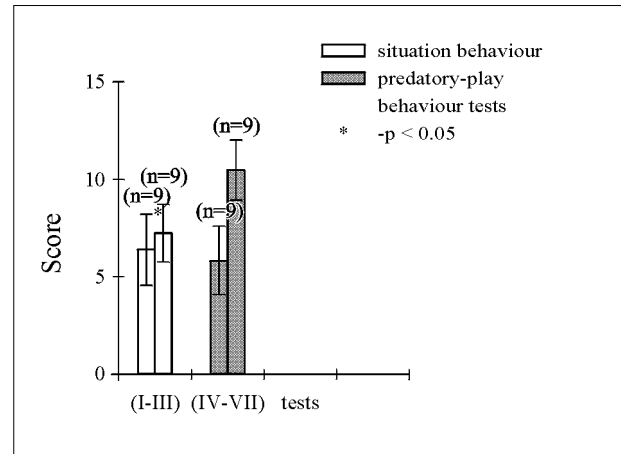 situation behaviour
predatory-play
behaviour tests
* -p < 0.05
15
(n=9)
10
(n=9)
(n=9)
*
(n=9)
Score
5
0
(I-III) (IV-VII) tests